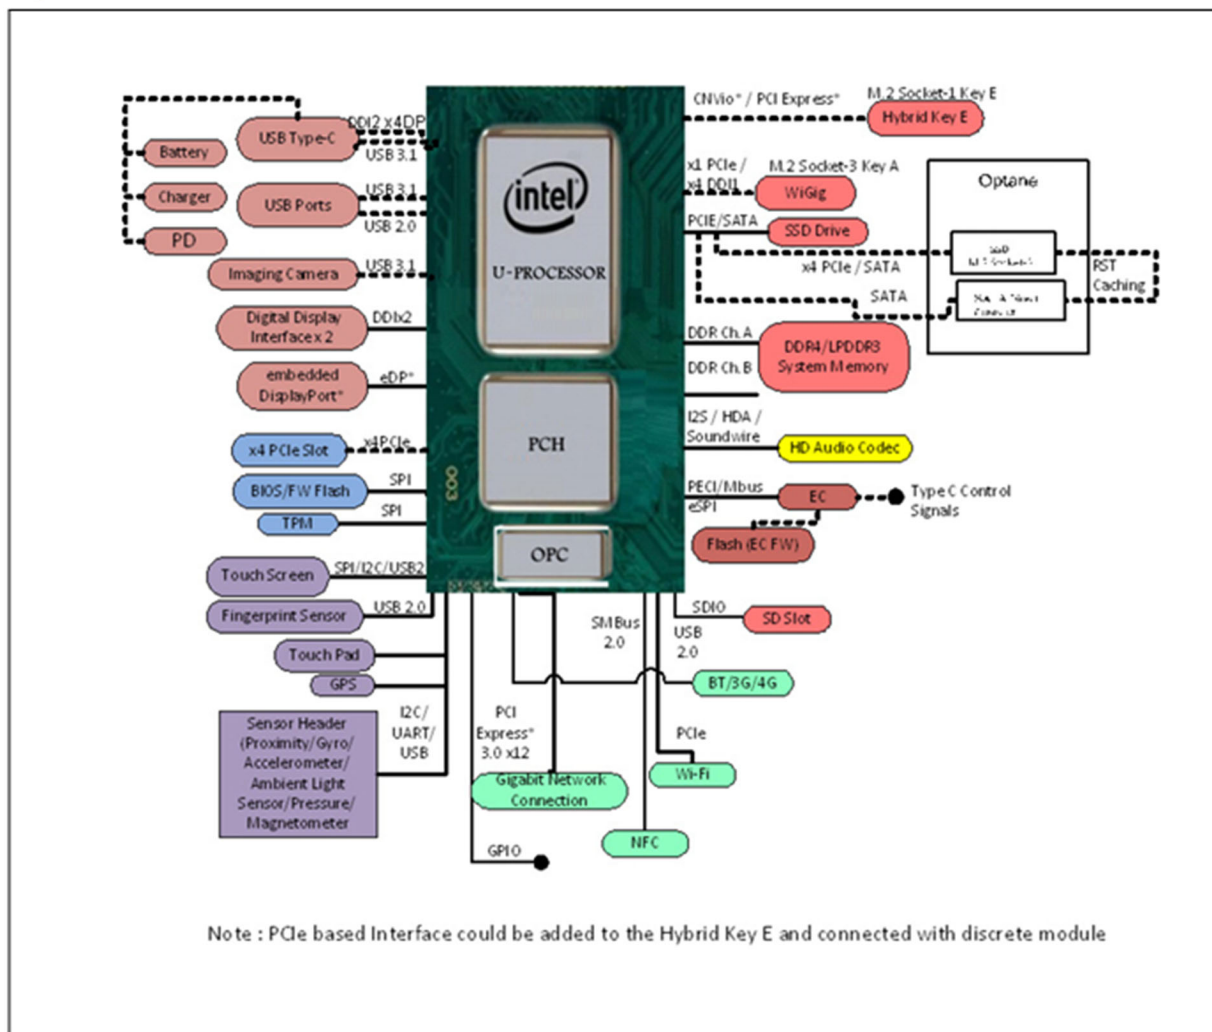 DDI2 x4DP
USB Type-C
USB 3.1
Battery
Charger
PD
USB 3.1
USB Ports
USB 2.0
Imaging Camera
USB 3.1
Digital Display
Interface x 2
DDIx2
embedded
DisplayPort*
eDP*
x4 PCIe Slot
x4PCIe
BIOS/FW Flash
SPI
TPM
SPI
Touch Screen
SPI/I2C/USB2
Fingerprint Sensor
USB 2.0
Touch Pad
GPS
Sensor Header
(Proximity/Gyro/
Accelerometer/
Ambient Light
Sensor/Pressure/
Magnetometer
I2C/
UART/
USB
intel
U-PROCESSOR
PCH
OPC
003
CNVio* / PCI Express*
M.2 Socket-1 Key E
Hybrid Key E
x1 PCIe /
x4 DDI1
M.2 Socket-3 Key A
WiGig
PCIE/SATA
SSD Drive
x4 PCIe / SATA
SATA
Optane
SSD
RST
Caching
DDR Ch. A
DDR Ch. B
DDR4/LPDDR3
System Memory
I2S / HDA /
Soundwire
HD Audio Codec
PECI/Mbus
eSPI
EC
Type C Control
Signals
Flash (EC FW)
SDIO
SD Slot
SMBus
2.0
USB
2.0
BT/3G/4G
PCI
Express*
3.0 x12
Gigabit Network
Connection
PCIe
Wi-Fi
NFC
GPIO
Note : PCIe based Interface could be added to the Hybrid Key E and connected with discrete module